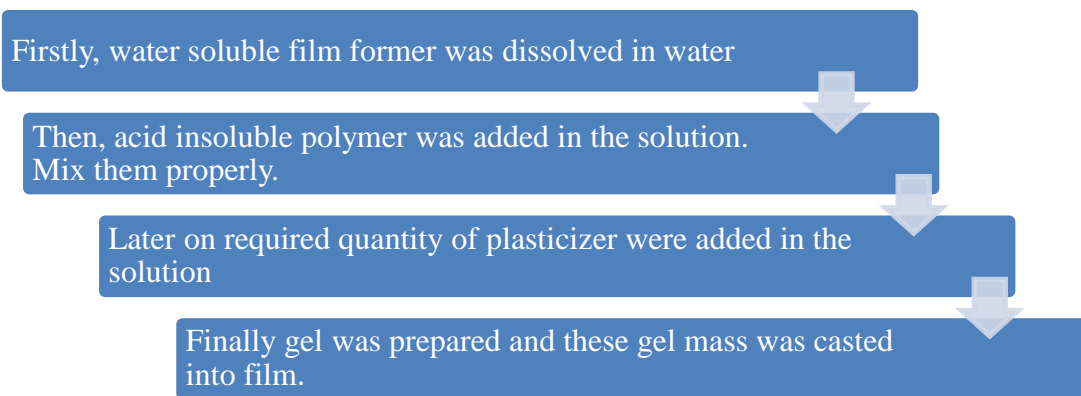 Firstly, water soluble film former was dissolved in water
Then, acid insoluble polymer was added in the solution.
Mix them properly.
Later on required quantity of plasticizer were added in the
solution
Finally gel was prepared and these gel mass was casted
into film.